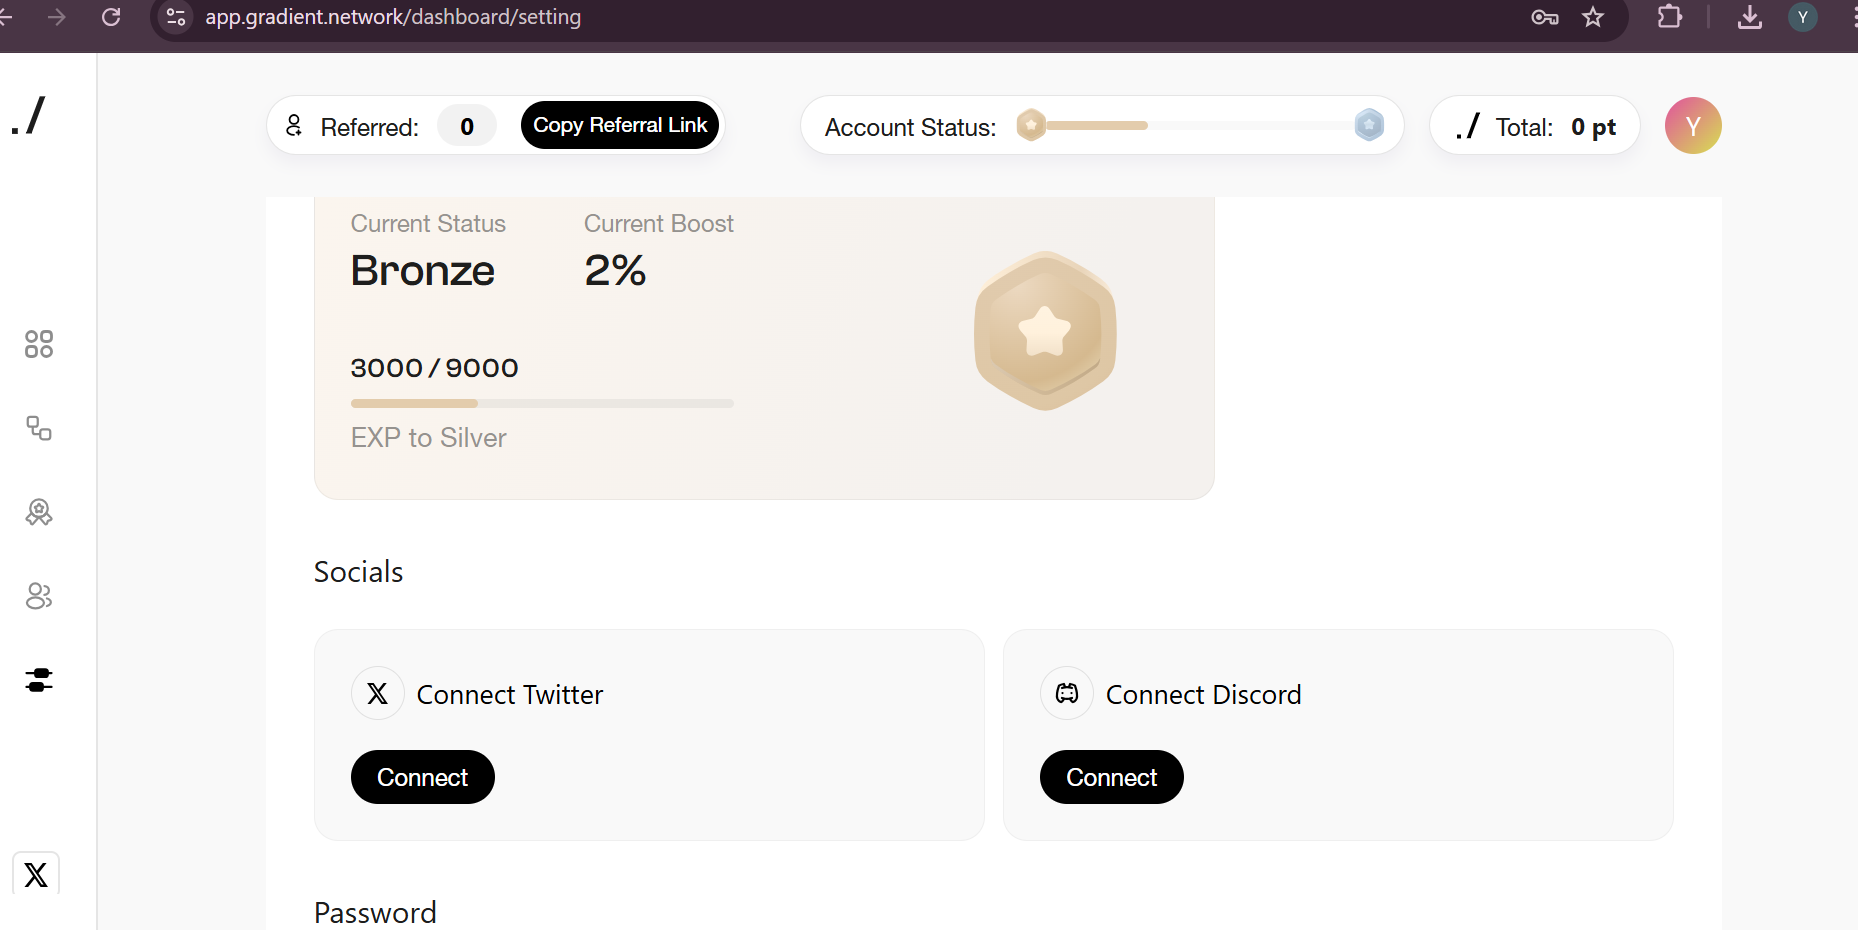 app.gradient.network/dashboard/setting
Y
./
Referred: 0 Copy Referral Link
Account Status:
./ Total: 0 pt
Y
Current Status Current Boost
Bronze 2%
3000 / 9000
EXP to Silver
Socials
X Connect Twitter
Connect
Connect Discord
Connect
X
Password